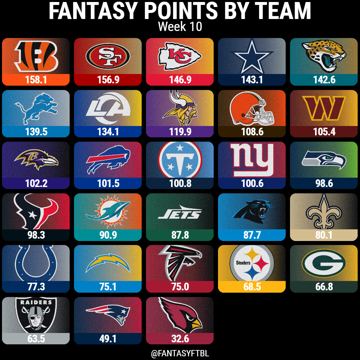 FANTASY POINTS BY TEAM
Week 10
158.1 156.9 146.9 143.1 142.6
139.5 134.1 119.9 108.6 105.4
102.2 101.5 100.8 100.6 98.6
JETS
98.3 90.9 87.8 87.7 80.1
77.3 75.1 75.0 68.5 66.8
RAIDERS
63.5 49.1 32.6
@FANTASYFTBL